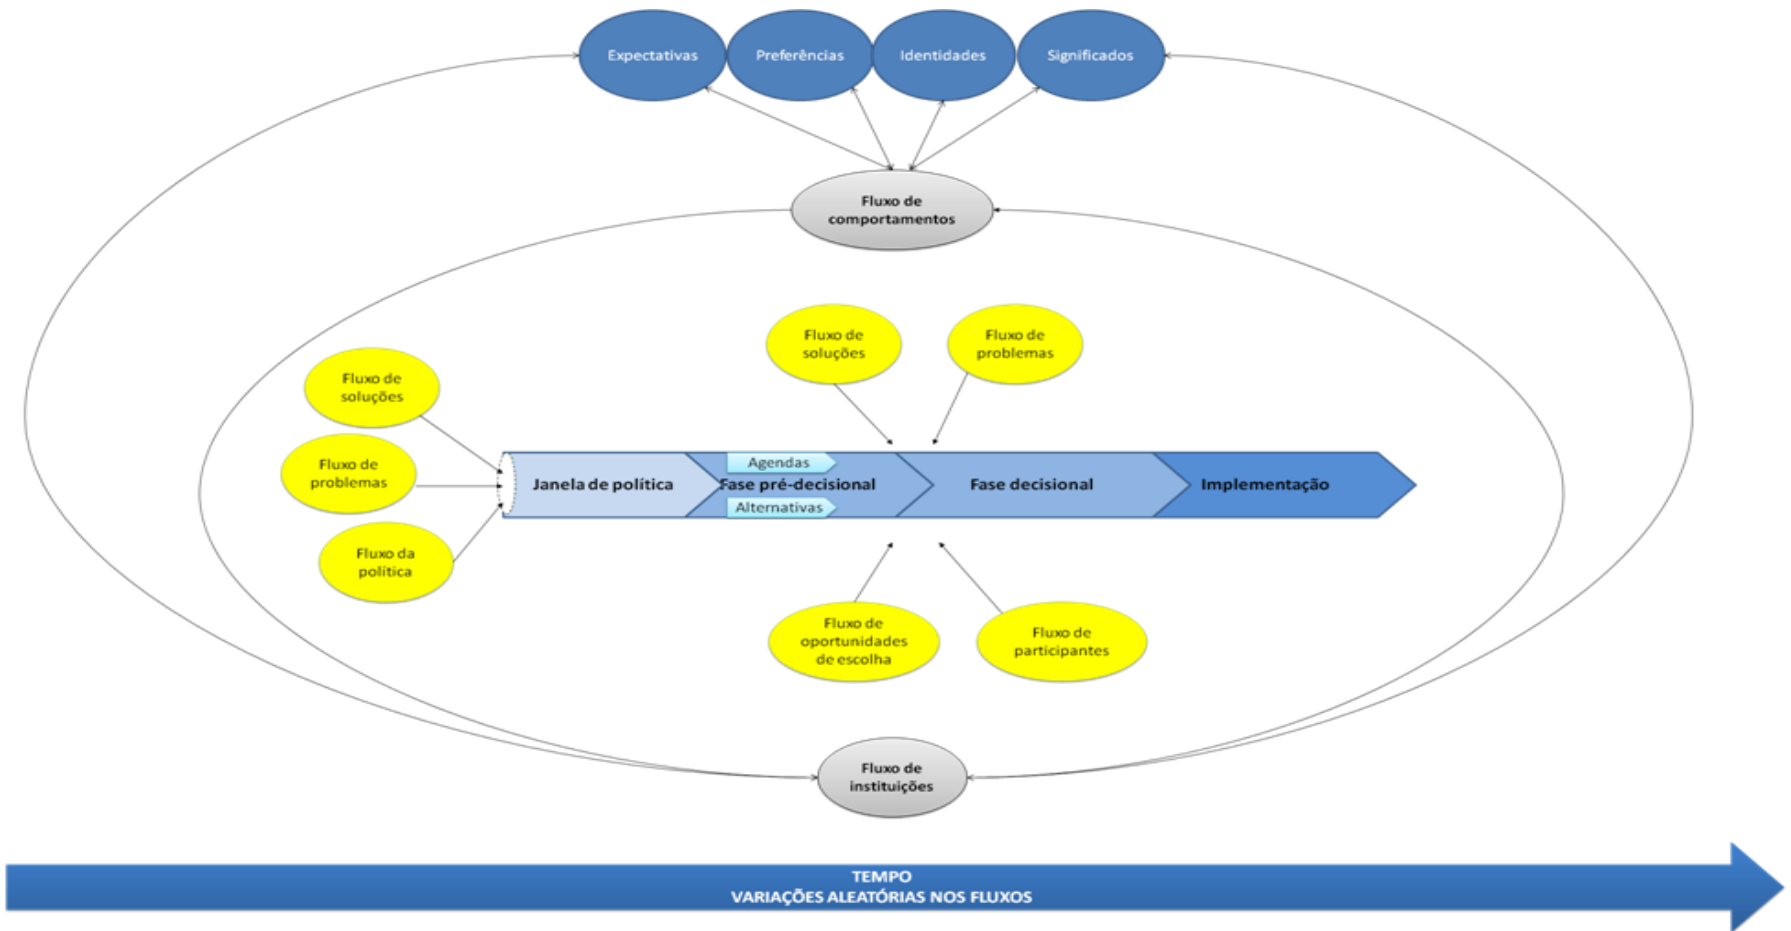 Expectativas
Preferências
Identidades
Significados
Fluxo de
comportamentos
Fluxo de
soluções
Fluxo de
problemas
Fluxo de
soluções
Fluxo de
problemas
Fluxo da
política
Janela de política
Agendas
Fase pré-decisional
Alternativas
Fase decisional
Implementação
Fluxo de
oportunidades
de escolha
Fluxo de
participantes
Fluxo de
instituições
TEMPO
VARIAÇÕES ALEATÓRIAS NOS FLUXOS